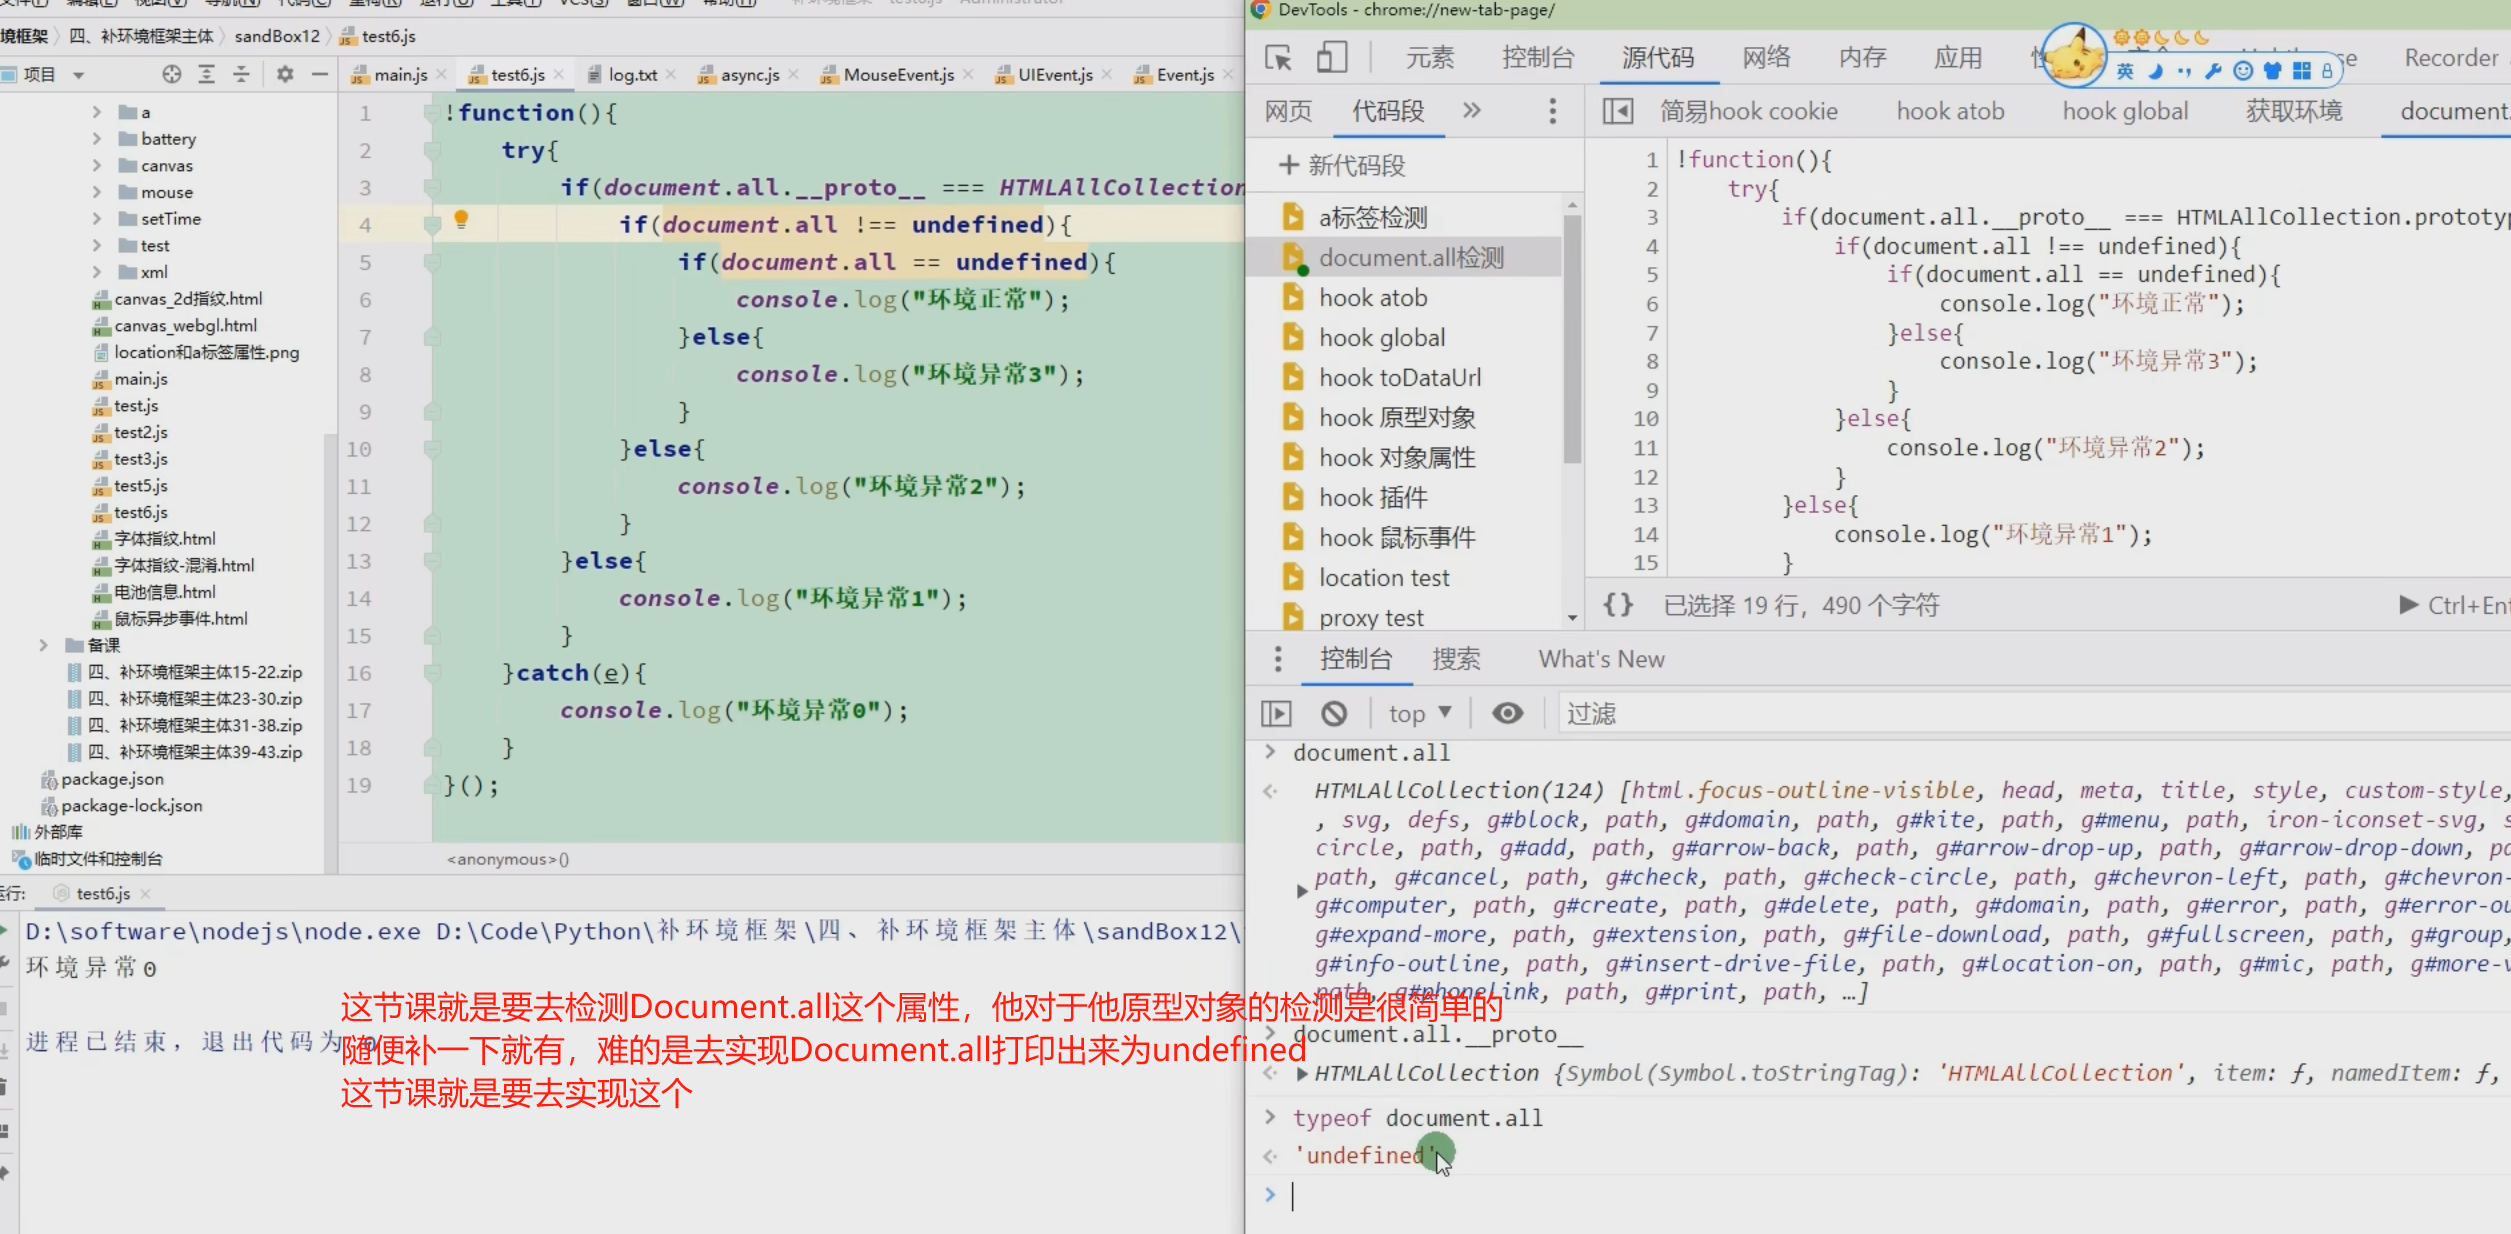 文件(F) 编辑(E) 视图(V) 导航(N) 代码(C) 重构(R) 运行(U) 工具(T) VCS(S) 窗口(W) 帮助(H)
境框架 四、补环境框架主体 sandBox12 test6.js
项目
main.js test6.js log.txt async.js MouseEvent.js UIEvent.js Event.js
a
battery
canvas
mouse
setTime
test
xml
canvas_2d指纹.html
canvas_webgl.html
location和a标签属性.png
main.js
test.js
test2.js
test3.js
test5.js
test6.js
字体指纹.html
字体指纹-混淆.html
电池信息.html
鼠标异步事件.html
备课
四、补环境框架主体15-22.zip
四、补环境框架主体23-30.zip
四、补环境框架主体31-38.zip
四、补环境框架主体39-43.zip
package.json
package-lock.json
外部库
临时文件和控制台
1 !function(){
2 try{
3 if(document.all.__proto__ === HTMLAllCollection
4 if(document.all !== undefined){
5 if(document.all == undefined){
6 console.log("环境正常");
7 }else{
8 console.log("环境异常3");
9 }
10 }else{
11 console.log("环境异常2");
12 }
13 }else{
14 console.log("环境异常1");
15 }
16 }catch(e){
17 console.log("环境异常0");
18 }
19 }();
<anonymous>()
运行: test6.js
D:\software\nodejs\node.exe D:\Code\Python\补环境框架\四、补环境框架主体\sandBox12\
环境异常0
进程已结束，退出代码为 0
这节课就是要去检测Document.all这个属性，他对于他原型对象的检测是很简单的
随便补一下就有，难的是去实现Document.all打印出来为undefined
这节课就是要去实现这个
DevTools - chrome://new-tab-page/
元素 控制台 源代码 网络 内存 应用 Recorder
英
网页 代码段 »
简易hook cookie hook atob hook global 获取环境 document.
+ 新代码段
a标签检测
document.all检测
hook atob
hook global
hook toDataUrl
hook 原型对象
hook 对象属性
hook 插件
hook 鼠标事件
location test
proxy test
1 !function(){
2 try{
3 if(document.all.__proto__ === HTMLAllCollection.prototyp
4 if(document.all !== undefined){
5 if(document.all == undefined){
6 console.log("环境正常");
7 }else{
8 console.log("环境异常3");
9 }
10 }else{
11 console.log("环境异常2");
12 }
13 }else{
14 console.log("环境异常1");
15 }
{} 已选择 19 行，490 个字符 Ctrl+Ent
控制台 搜索 What's New
top 过滤
> document.all
HTMLAllCollection(124) [html.focus-outline-visible, head, meta, title, style, custom-style,
, svg, defs, g#block, path, g#domain, path, g#kite, path, g#menu, path, iron-iconset-svg, s
circle, path, g#add, path, g#arrow-back, path, g#arrow-drop-up, path, g#arrow-drop-down, pa
path, g#cancel, path, g#check, path, g#check-circle, path, g#chevron-left, path, g#chevron-
g#computer, path, g#create, path, g#delete, path, g#domain, path, g#error, path, g#error-ou
g#expand-more, path, g#extension, path, g#file-download, path, g#fullscreen, path, g#group,
g#info-outline, path, g#insert-drive-file, path, g#location-on, path, g#mic, path, g#more-v
path, g#phonelink, path, g#print, path, …]
> document.all.__proto__
HTMLAllCollection {Symbol(Symbol.toStringTag): 'HTMLAllCollection', item: ƒ, namedItem: ƒ,
> typeof document.all
'undefined'
>